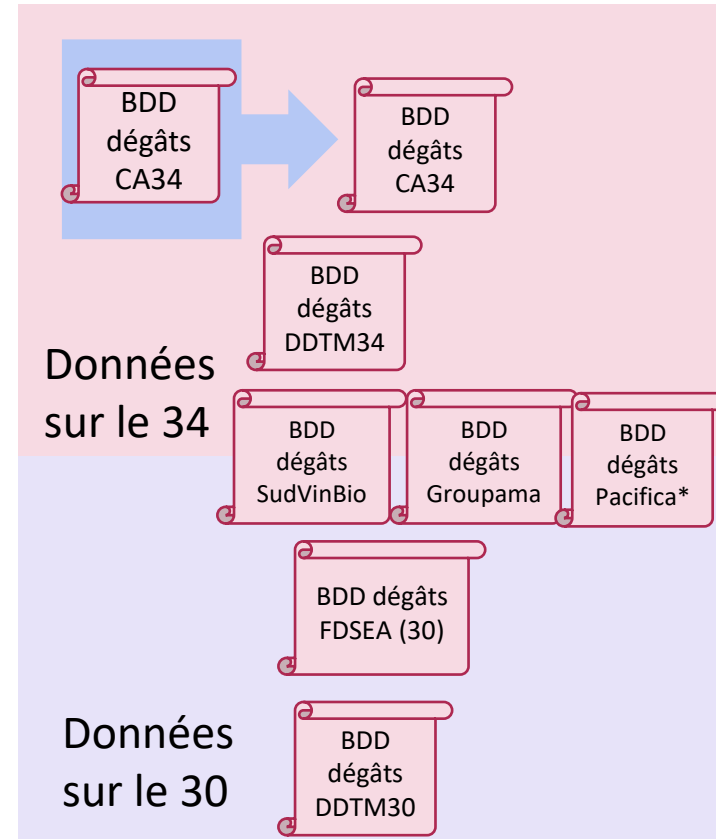 BDD
dégâts
CA34
BDD
dégâts
CA34
BDD
dégâts
DDTM34
Données
sur le 34
BDD
dégâts
SudVinBio
BDD
dégâts
Groupama
BDD
dégâts
Pacifica*
BDD dégâts
FDSEA (30)
Données
sur le 30
BDD
dégâts
DDTM30